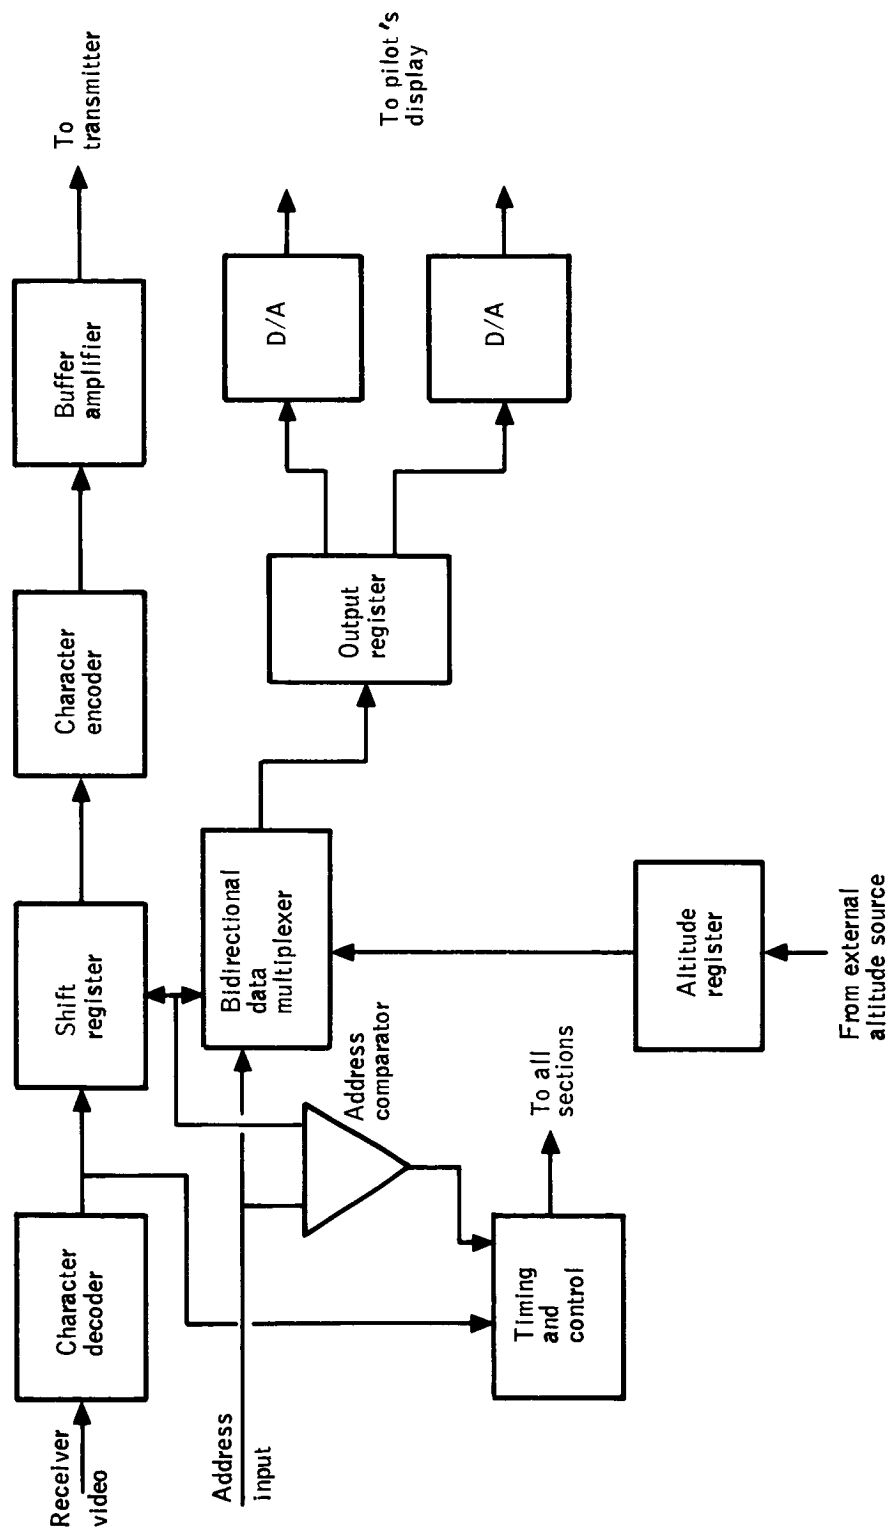 Receiver
video
Character
decoder
Shift
register
Character
encoder
Buffer
amplifier
To
transmitter
Address
input
Bidirectional
data
multiplexer
Output
register
D/A
D/A
To pilot's
display
Address
comparator
Timing
and
control
To all
sections
Altitude
register
From external
altitude source